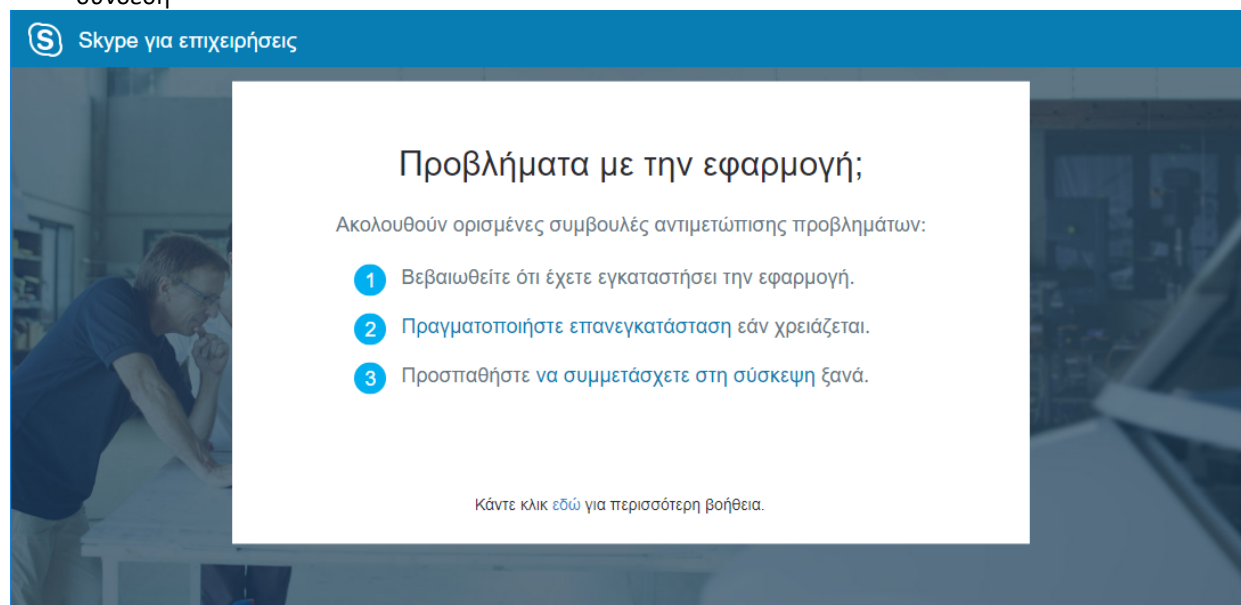 σύνδεση
Skype για επιχειρήσεις
Προβλήματα με την εφαρμογή;
Ακολουθούν ορισμένες συμβουλές αντιμετώπισης προβλημάτων:
1 Βεβαιωθείτε ότι έχετε εγκαταστήσει την εφαρμογή.
2 Πραγματοποιήστε επανεγκατάσταση εάν χρειάζεται.
3 Προσπαθήστε να συμμετάσχετε στη σύσκεψη ξανά.
Κάντε κλικ εδώ για περισσότερη βοήθεια.